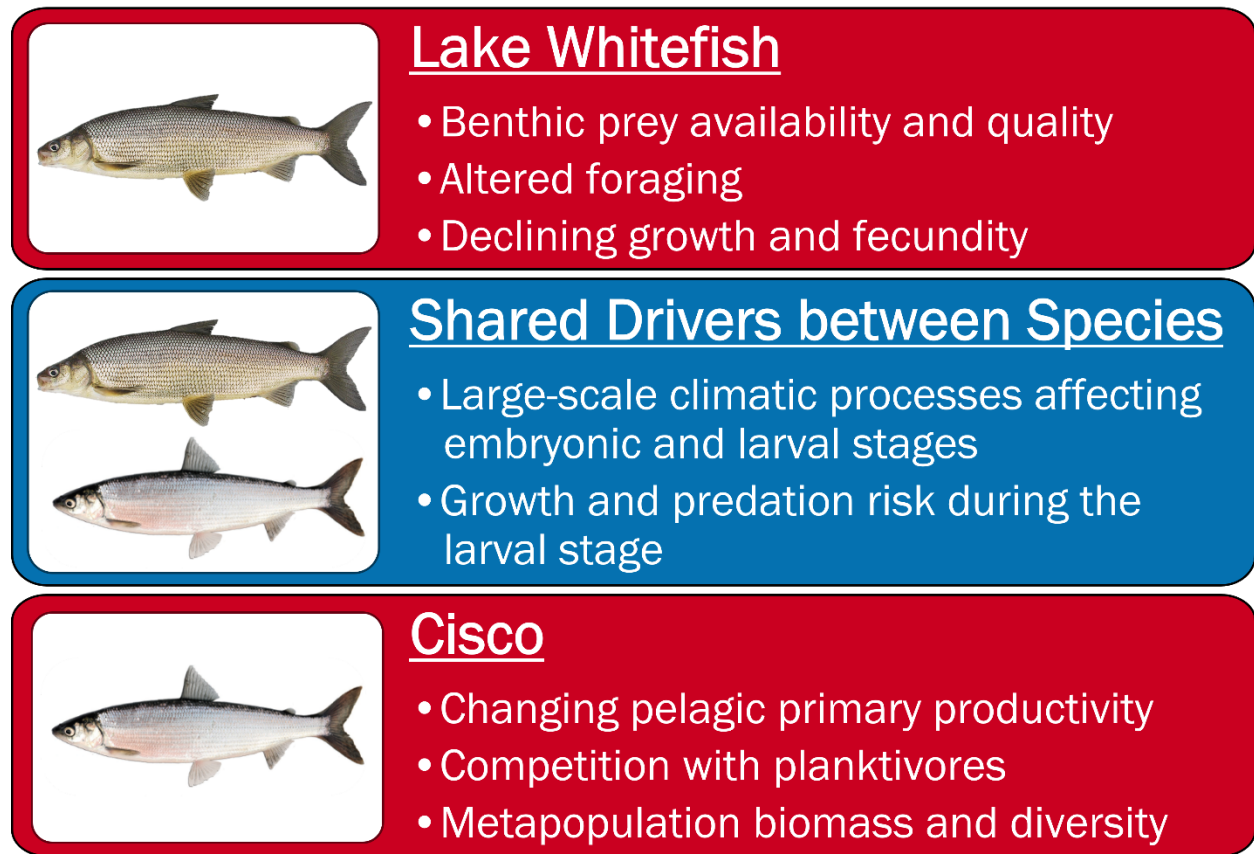 Lake Whitefish
• Benthic prey availability and quality
• Altered foraging
• Declining growth and fecundity
Shared Drivers between Species
• Large-scale climatic processes affecting
embryonic and larval stages
• Growth and predation risk during the
larval stage
Cisco
• Changing pelagic primary productivity
• Competition with planktivores
• Metapopulation biomass and diversity